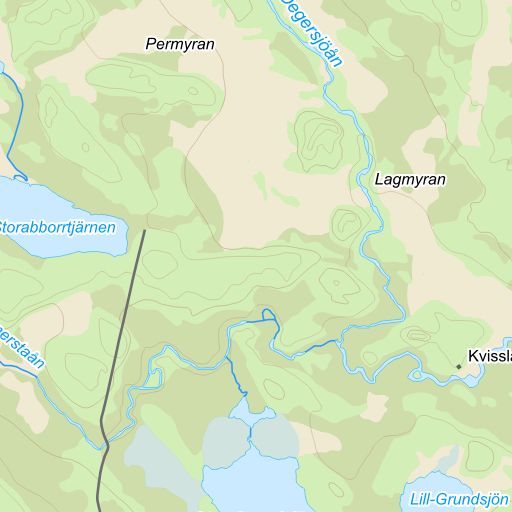 Degersjöån
Permyran
Lagmyran
Storabborrtjärnen
Kvissla
Lill-Grundsjön